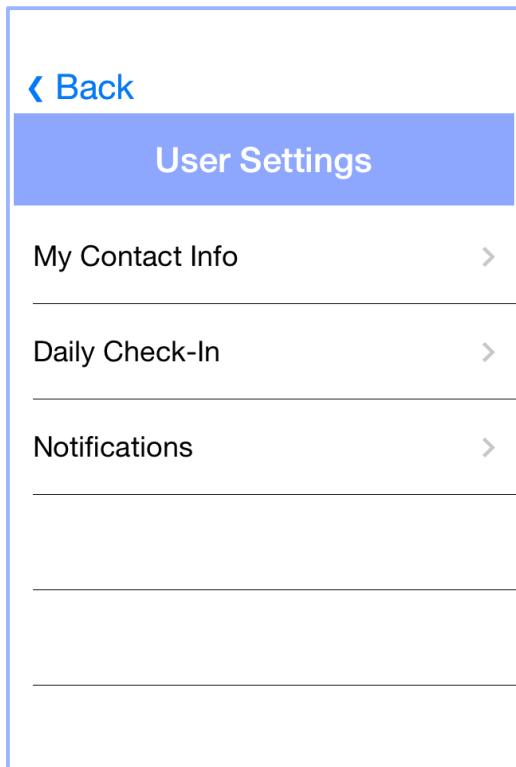 Back
User Settings
My Contact Info
Daily Check-In
Notifications